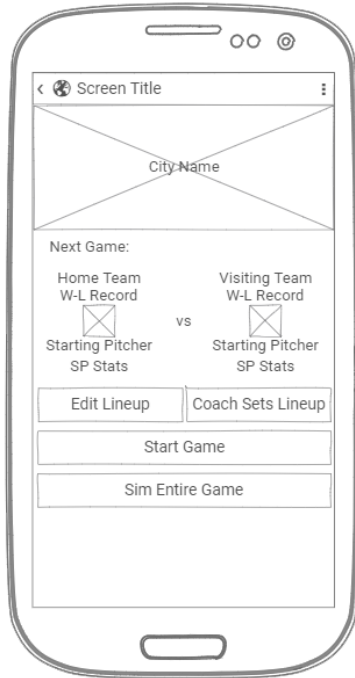 Screen Title
City Name
Next Game:
Home Team
W-L Record
vs
Starting Pitcher
SP Stats
Visiting Team
W-L Record
Starting Pitcher
SP Stats
Edit Lineup
Coach Sets Lineup
Start Game
Sim Entire Game